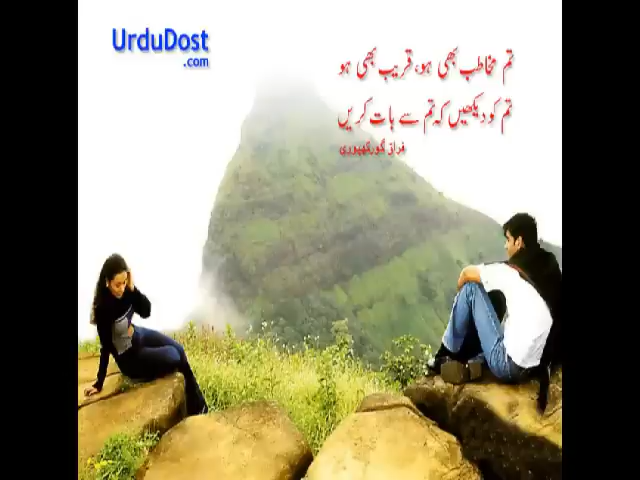 UrduDost
.com
تم مخاطب بھی ہو، قریب بھی ہو
تم کو دیکھیں کہ تم سے بات کریں
فراق گورکھپوری